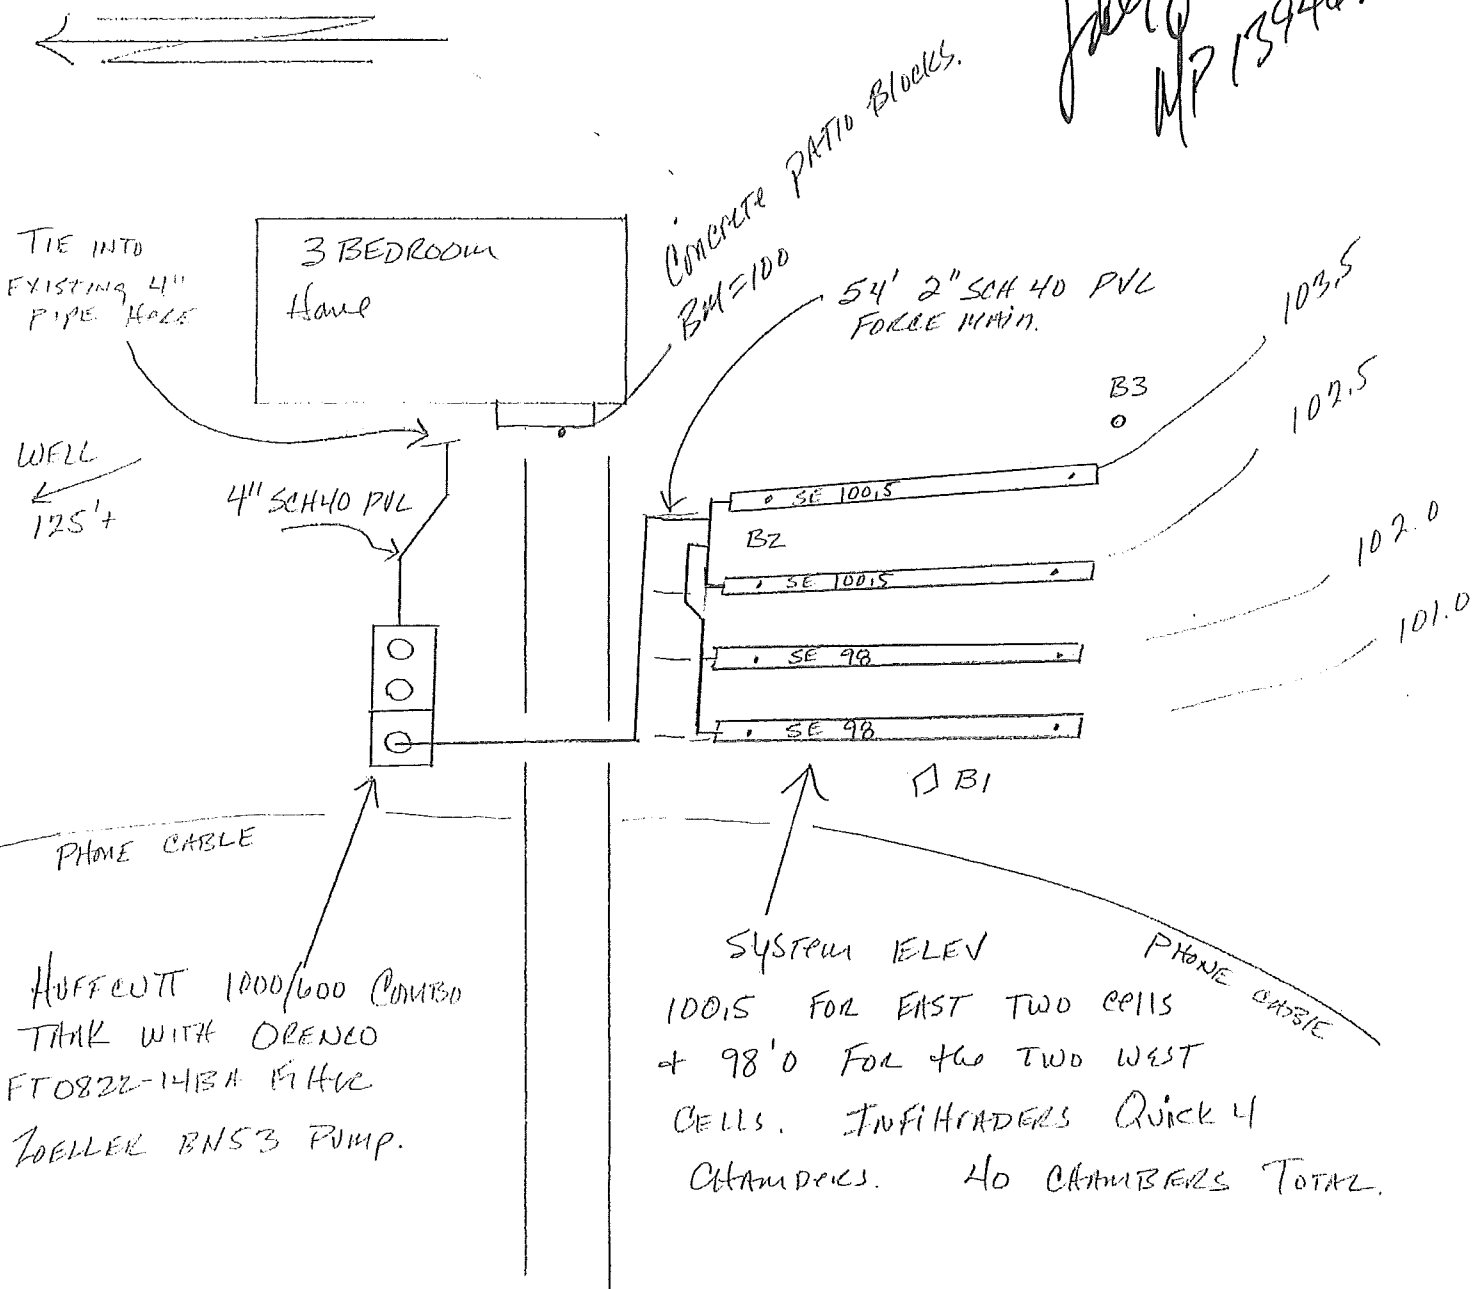 MP 1394
Concrete PATIO Blocks.
BM=100
TIE INTO
EXISTING 4"
PIPE HERE
3 BEDROOM
Home
54' 2" SCH 40 PVC
FORCE MAIN.
103.5
B3
102.5
WELL
125'+
4" SCH40 PVC
SE 100.5
B2
SE 100.5
102.0
SE 98
101.0
SE 98
B1
PHONE CABLE
PHONE CABLE
HUFFCUTT 1000/600 COMBO
TANK WITH ORENCO
FT0822-14BA Filter
ZOELLER BN53 PUMP.
SYSTEM ELEV
100.5 FOR EAST TWO CELLS
+ 98'0 FOR the TWO WEST
CELLS. INFILTRADERS QUICK 4
CHAMBERS. 40 CHAMBERS TOTAL.